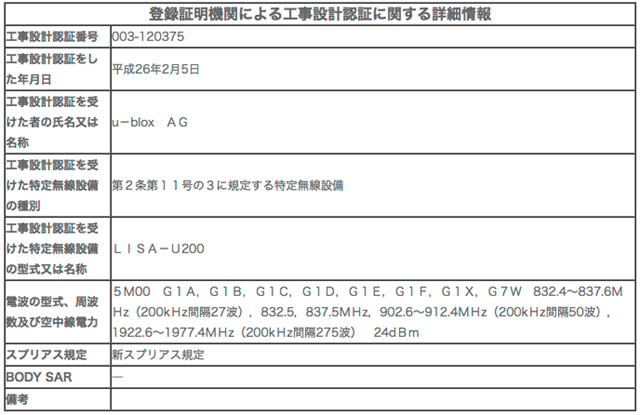 登録証明機関による工事設計認証に関する詳細情報
工事設計認証番号
003-120375
工事設計認証をし
た年月日
平成26年2月5日
工事設計認証を受
けた者の氏名又は
名称
u－blox　ＡＧ
工事設計認証を受
けた特定無線設備
の種別
第２条第１１号の３に規定する特定無線設備
工事設計認証を受
けた特定無線設備
の型式又は名称
ＬＩＳＡ－Ｕ200
電波の型式、周波
数及び空中線電力
５Ｍ00　Ｇ１Ａ，Ｇ１Ｂ，Ｇ１Ｃ，Ｇ１Ｄ，Ｇ１Ｅ，Ｇ１Ｆ，Ｇ１Ｘ，Ｇ７Ｗ　832.4〜837.6Ｍ
Ｈz（200kＨz間隔27波），832.5，837.5ＭＨz，902.6〜912.4ＭＨz（200kＨz間隔50波），
1922.6〜1977.4ＭＨz（200kＨz間隔275波）　24dＢm
スプリアス規定
新スプリアス規定
BODY SAR
―
備考